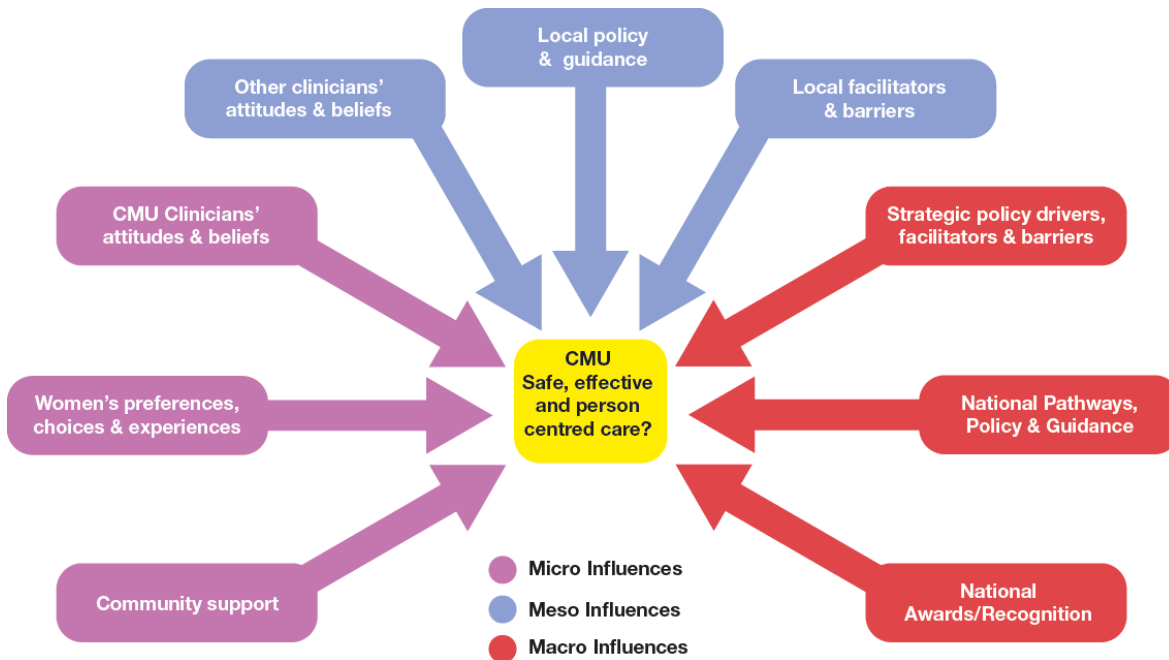 Local policy
& guidance
Other clinicians’
attitudes & beliefs
Local facilitators
& barriers
CMU Clinicians’
attitudes & beliefs
Strategic policy drivers,
facilitators & barriers
CMU
Safe, effective
and person
centred care?
Women’s preferences,
choices & experiences
National Pathways,
Policy & Guidance
Community support
National
Awards/Recognition
Micro Influences
Meso Influences
Macro Influences